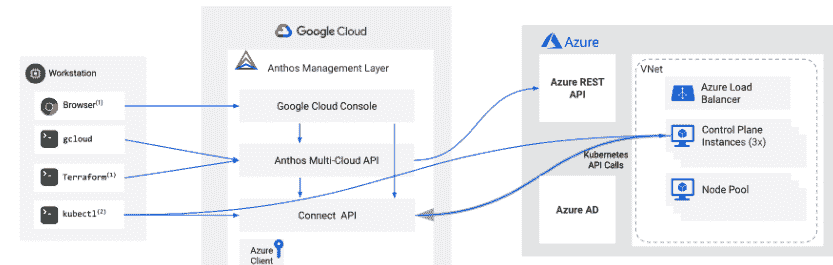 Google Cloud
Anthos Management Layer
Workstation
Browser(1)
gcloud
Terraform(1)
kubectl(2)
Google Cloud Console
Anthos Multi-Cloud API
Connect API
Azure
Client
Azure
Azure REST
API
Kubernetes
API Calls
Azure AD
VNet
Azure Load
Balancer
Control Plane
Instances (3x)
Node Pool